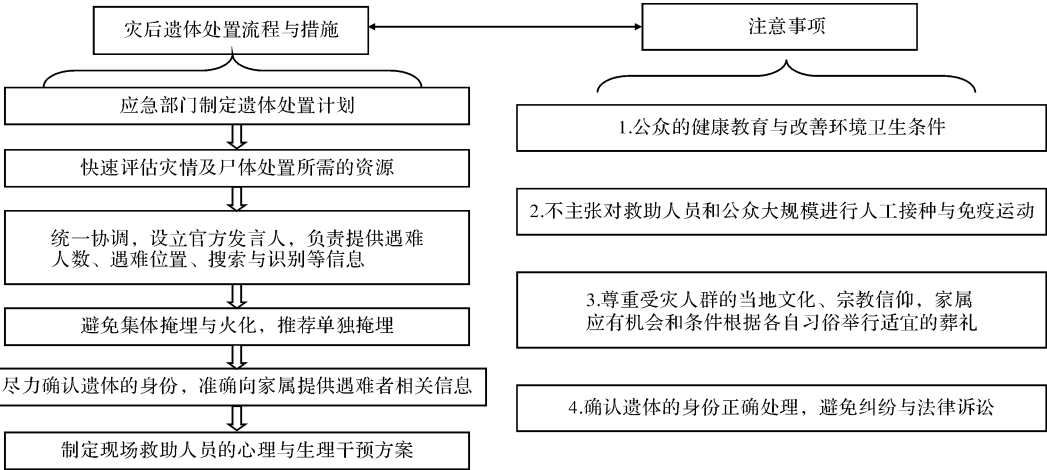 灾后遗体处置流程与措施
应急部门制定遗体处置计划
快速评估灾情及尸体处置所需的资源
统一协调，设立官方发言人，负责提供遇难
人数、遇难位置、搜索与识别等信息
避免集体掩埋与火化，推荐单独掩埋
尽力确认遗体的身份，准确向家属提供遇难者相关信息
制定现场救助人员的心理与生理干预方案
注意事项
1.公众的健康教育与改善环境卫生条件
2.不主张对救助人员和公众大规模进行人工接种与免疫运动
3.尊重受灾人群的当地文化、宗教信仰，家属
应有机会和条件根据各自习俗举行适宜的葬礼
4.确认遗体的身份正确处理，避免纠纷与法律诉讼